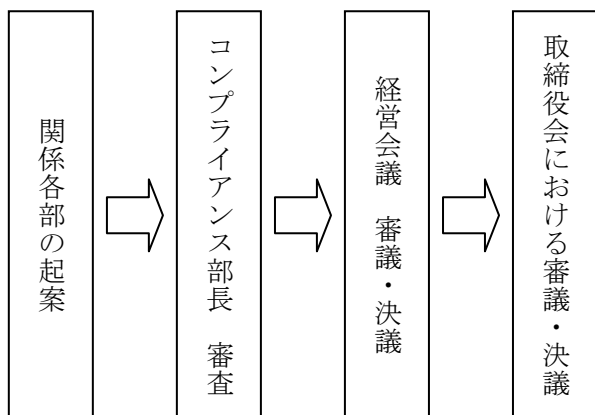 関係各部の起案
コンプライアンス部長　審査
経営会議　審議・決議
取締役会における審議・決議